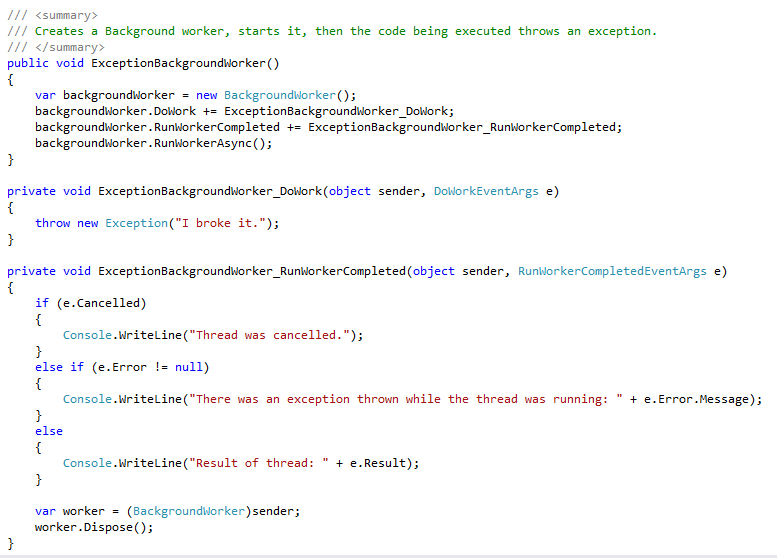 /// <summary>
/// Creates a Background worker, starts it, then the code being executed throws an exception.
/// </summary>
public void ExceptionBackgroundWorker()
{
    var backgroundWorker = new BackgroundWorker();
    backgroundWorker.DoWork += ExceptionBackgroundWorker_DoWork;
    backgroundWorker.RunWorkerCompleted += ExceptionBackgroundWorker_RunWorkerCompleted;
    backgroundWorker.RunWorkerAsync();
}

private void ExceptionBackgroundWorker_DoWork(object sender, DoWorkEventArgs e)
{
    throw new Exception("I broke it.");
}

private void ExceptionBackgroundWorker_RunWorkerCompleted(object sender, RunWorkerCompletedEventArgs e)
{
    if (e.Cancelled)
    {
        Console.WriteLine("Thread was cancelled.");
    }
    else if (e.Error != null)
    {
        Console.WriteLine("There was an exception thrown while the thread was running: " + e.Error.Message);
    }
    else
    {
        Console.WriteLine("Result of thread: " + e.Result);
    }

    var worker = (BackgroundWorker)sender;
    worker.Dispose();
}